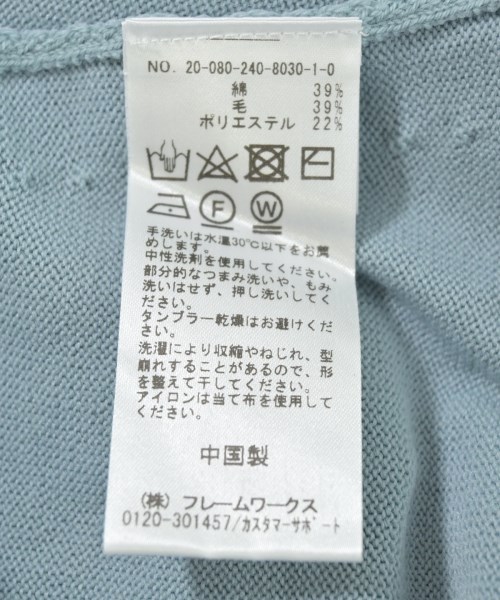 NO. 20-080-240-8030-1-0
綿 39%
毛 39%
ポリエステル 22%
F W
手洗いは水温30℃以下をお薦
めします。
中性洗剤を使用してください。
部分的なつまみ洗いや、もみ
洗いはせず、押し洗いしてく
ださい。
タンブラー乾燥はお避けくだ
さい。
洗濯により収縮やねじれ、型
崩れすることがあるので、形
を整えて干してください。
アイロンは当て布を使用して
ください。
中国製
(株) フレームワークス
0120-301457/カスタマーサポート